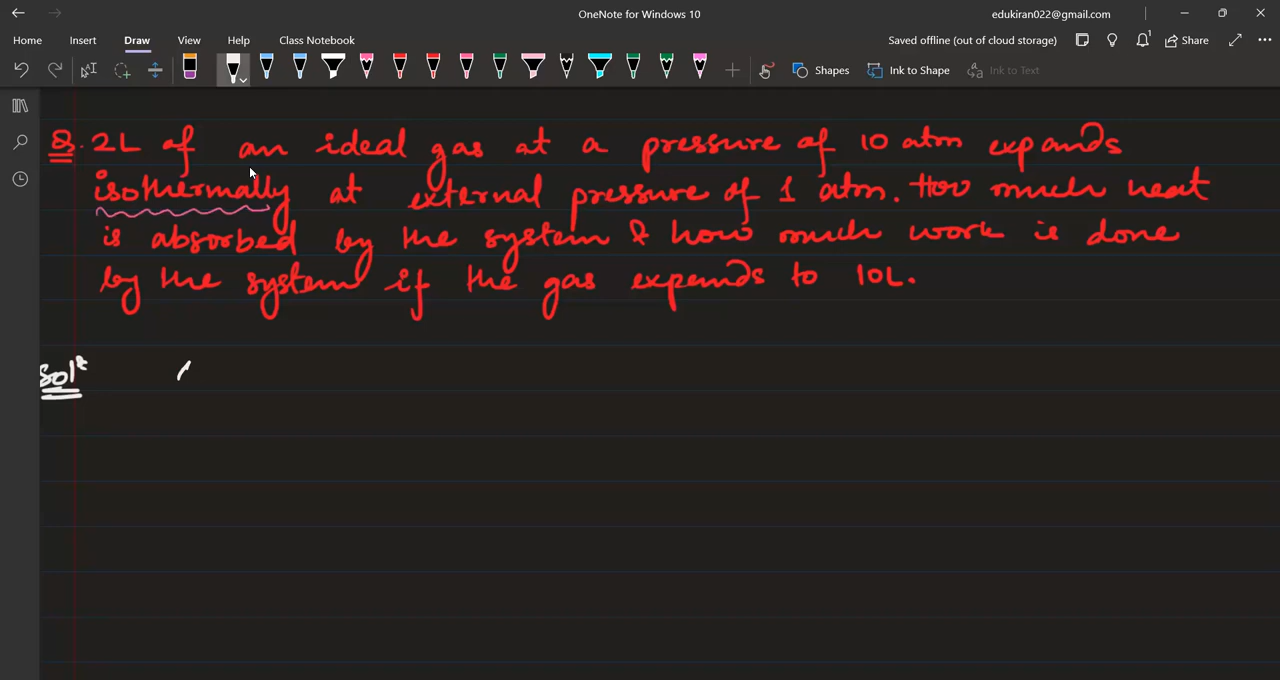 OneNote for Windows 10
edukiran022@gmail.com
Home Insert Draw View Help Class Notebook
Saved offline (out of cloud storage)
Share
Shapes
Ink to Shape
Ink to Text
Q. 2L of an ideal gas at a pressure of 10 atm expands
isothermally at external pressure of 1 atm. How much heat
is absorbed by the system & how much work is done
by the system if the gas expends to 10L.
Solⁿ